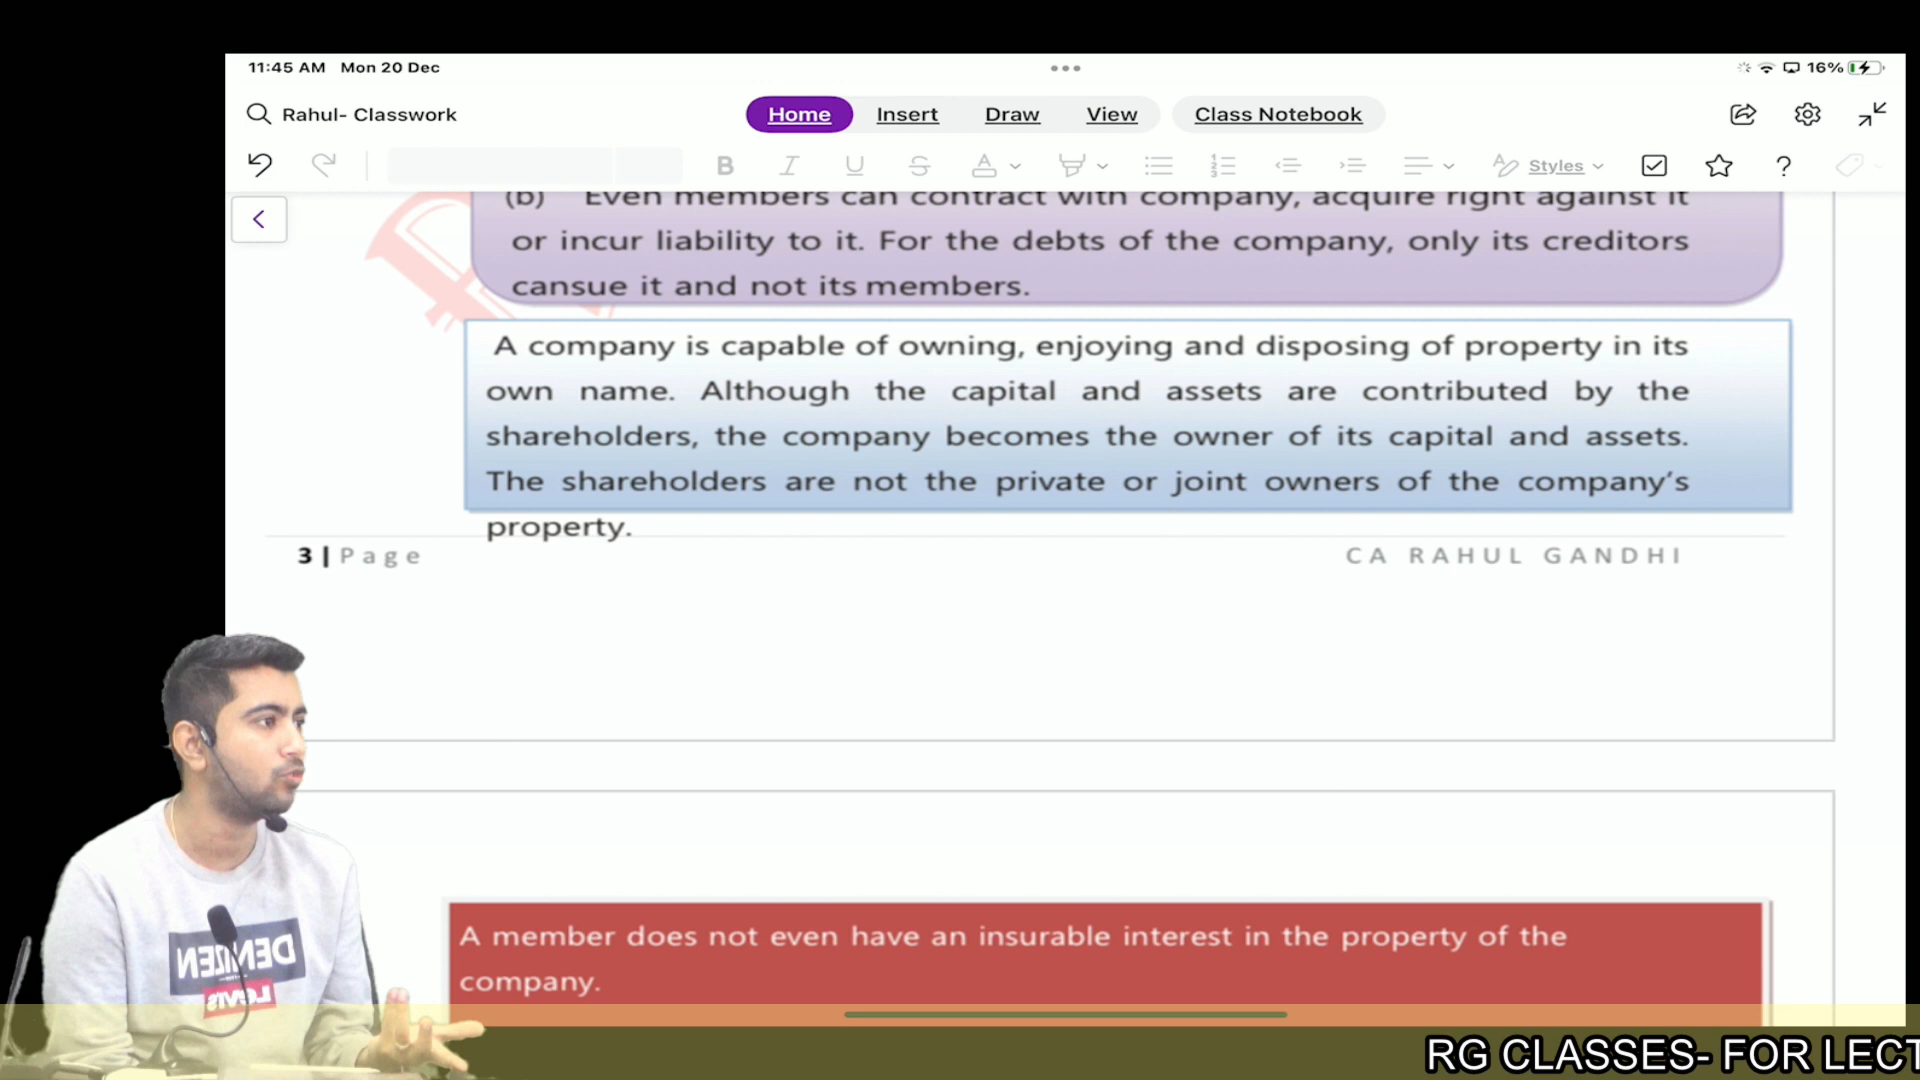 11:45 AM Mon 20 Dec
16%
Rahul- Classwork
Home Insert Draw View Class Notebook
B I U S A Styles ?
(b) Even members can contract with company, acquire right against it
or incur liability to it. For the debts of the company, only its creditors
cansue it and not its members.
A company is capable of owning, enjoying and disposing of property in its
own name. Although the capital and assets are contributed by the
shareholders, the company becomes the owner of its capital and assets.
The shareholders are not the private or joint owners of the company's
property.
3 | Page CA RAHUL GANDHI
A member does not even have an insurable interest in the property of the
company.
DENIZEN
LEVI'S
RG CLASSES- FOR LECT